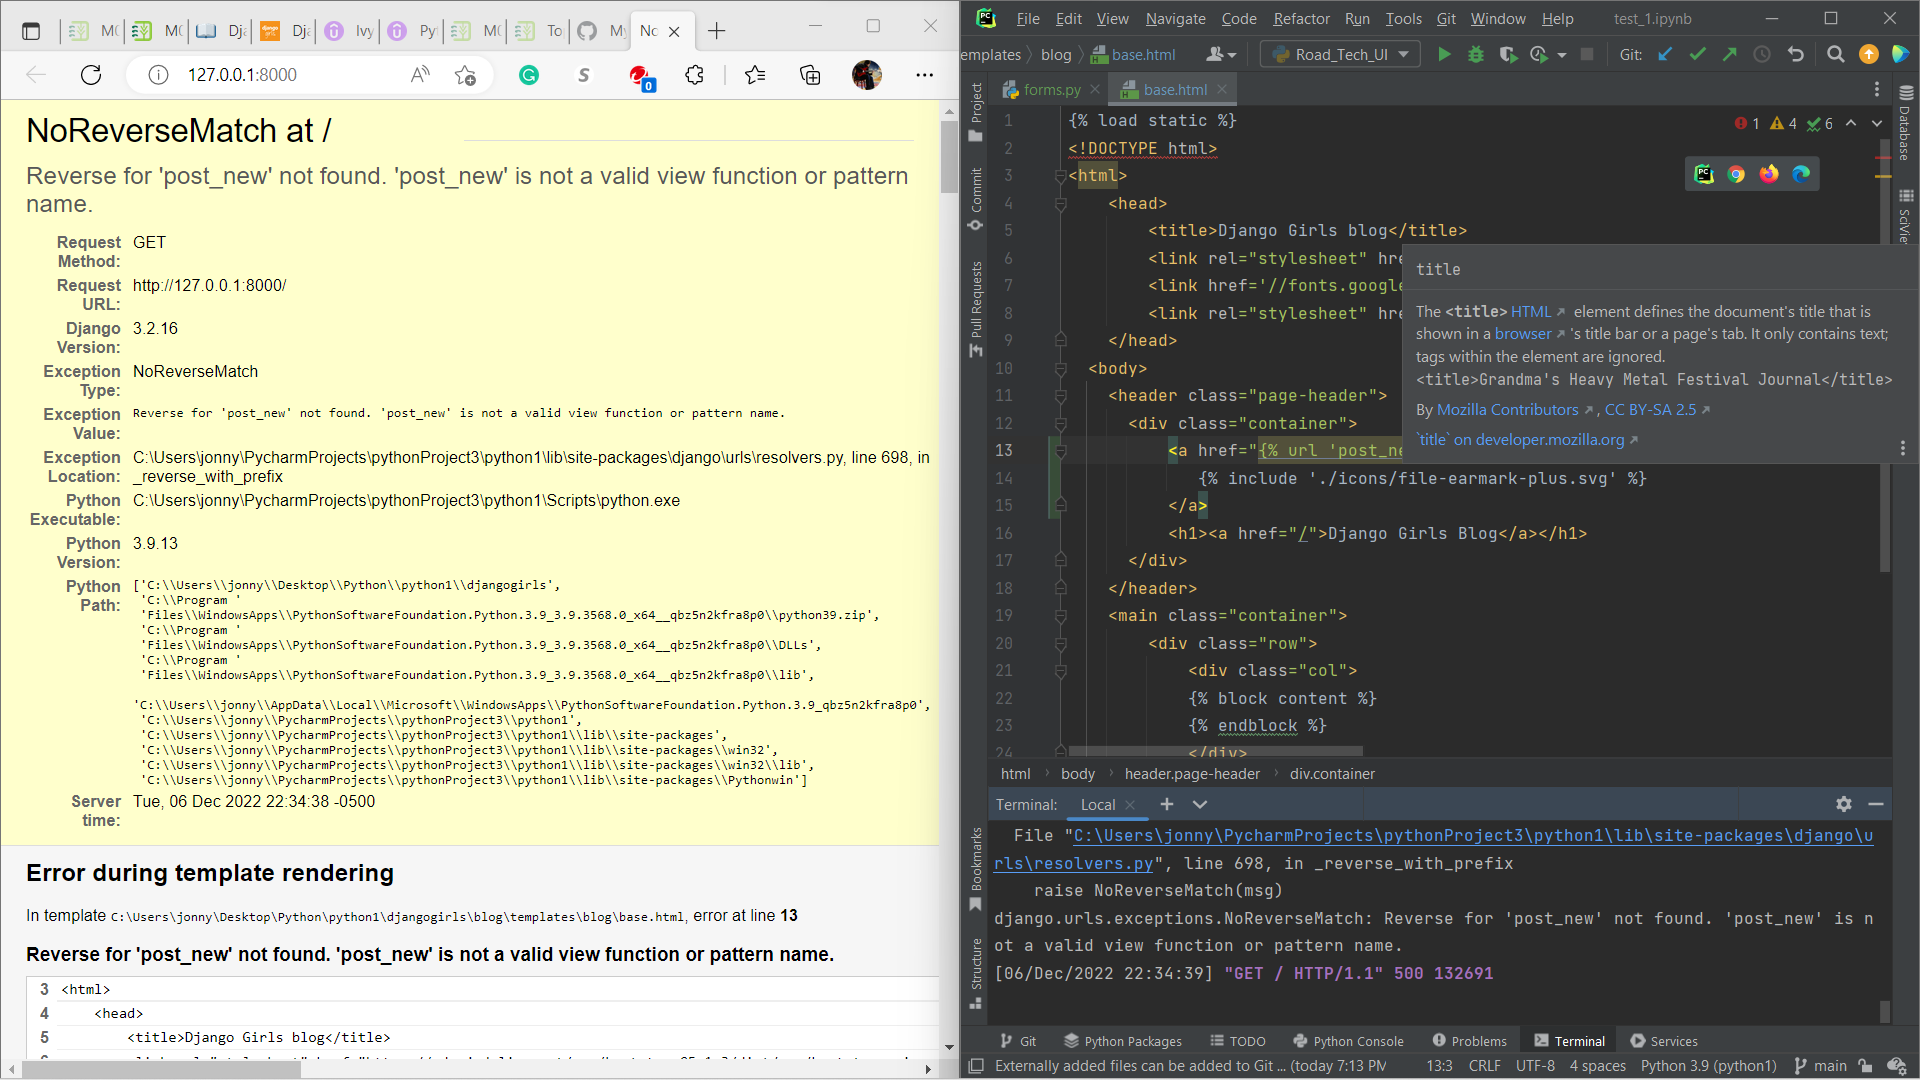 MC
MC
Dja
Dja
Ivy
Pyt
MC
To
My
No
127.0.0.1:8000
0
NoReverseMatch at /
Reverse for 'post_new' not found. 'post_new' is not a valid view function or pattern
name.
Request Method: GET
Request URL: http://127.0.0.1:8000/
Django Version: 3.2.16
Exception Type: NoReverseMatch
Exception Value: Reverse for 'post_new' not found. 'post_new' is not a valid view function or pattern name.
Exception Location: C:\Users\jonny\PycharmProjects\pythonProject3\python1\lib\site-packages\django\urls\resolvers.py, line 698, in
_reverse_with_prefix
Python Executable: C:\Users\jonny\PycharmProjects\pythonProject3\python1\Scripts\python.exe
Python Version: 3.9.13
Python Path: ['C:\\Users\\jonny\\Desktop\\Python\\python1\\djangogirls',
'C:\\Program '
'Files\\WindowsApps\\PythonSoftwareFoundation.Python.3.9_3.9.3568.0_x64__qbz5n2kfra8p0\\python39.zip',
'C:\\Program '
'Files\\WindowsApps\\PythonSoftwareFoundation.Python.3.9_3.9.3568.0_x64__qbz5n2kfra8p0\\DLLs',
'C:\\Program '
'Files\\WindowsApps\\PythonSoftwareFoundation.Python.3.9_3.9.3568.0_x64__qbz5n2kfra8p0\\lib',
'C:\\Users\\jonny\\AppData\\Local\\Microsoft\\WindowsApps\\PythonSoftwareFoundation.Python.3.9_qbz5n2kfra8p0',
'C:\\Users\\jonny\\PycharmProjects\\pythonProject3\\python1',
'C:\\Users\\jonny\\PycharmProjects\\pythonProject3\\python1\\lib\\site-packages',
'C:\\Users\\jonny\\PycharmProjects\\pythonProject3\\python1\\lib\\site-packages\\win32',
'C:\\Users\\jonny\\PycharmProjects\\pythonProject3\\python1\\lib\\site-packages\\win32\\lib',
'C:\\Users\\jonny\\PycharmProjects\\pythonProject3\\python1\\lib\\site-packages\\Pythonwin']
Server time: Tue, 06 Dec 2022 22:34:38 -0500
Error during template rendering
In template C:\Users\jonny\Desktop\Python\python1\djangogirls\blog\templates\blog\base.html, error at line 13
Reverse for 'post_new' not found. 'post_new' is not a valid view function or pattern name.
3 <html>
4 <head>
5 <title>Django Girls blog</title>
File Edit View Navigate Code Refactor Run Tools Git Window Help test_1.ipynb
emplates blog base.html Road_Tech_UI Git:
forms.py base.html
1 4 6
1 {% load static %}
2 <!DOCTYPE html>
3 <html>
4 <head>
5 <title>Django Girls blog</title>
6 <link rel="stylesheet" hre
7 <link href='//fonts.google
8 <link rel="stylesheet" hre
9 </head>
10 <body>
11 <header class="page-header">
12 <div class="container">
13 <a href="{% url 'post_ne
14 {% include './icons/file-earmark-plus.svg' %}
15 </a>
16 <h1><a href="/">Django Girls Blog</a></h1>
17 </div>
18 </header>
19 <main class="container">
20 <div class="row">
21 <div class="col">
22 {% block content %}
23 {% endblock %}
24 </div>
title
The <title> HTML element defines the document's title that is
shown in a browser 's title bar or a page's tab. It only contains text;
tags within the element are ignored.
<title>Grandma's Heavy Metal Festival Journal</title>
By Mozilla Contributors , CC BY-SA 2.5
`title` on developer.mozilla.org
Project
Commit
Pull Requests
Bookmarks
Structure
Database
SciView
html body header.page-header div.container
Terminal: Local
File "C:\Users\jonny\PycharmProjects\pythonProject3\python1\lib\site-packages\django\u
rls\resolvers.py", line 698, in _reverse_with_prefix
raise NoReverseMatch(msg)
django.urls.exceptions.NoReverseMatch: Reverse for 'post_new' not found. 'post_new' is n
ot a valid view function or pattern name.
[06/Dec/2022 22:34:39] "GET / HTTP/1.1" 500 132691
Git Python Packages TODO Python Console Problems Terminal Services
Externally added files can be added to Git ... (today 7:13 PM 13:3 CRLF UTF-8 4 spaces Python 3.9 (python1) main